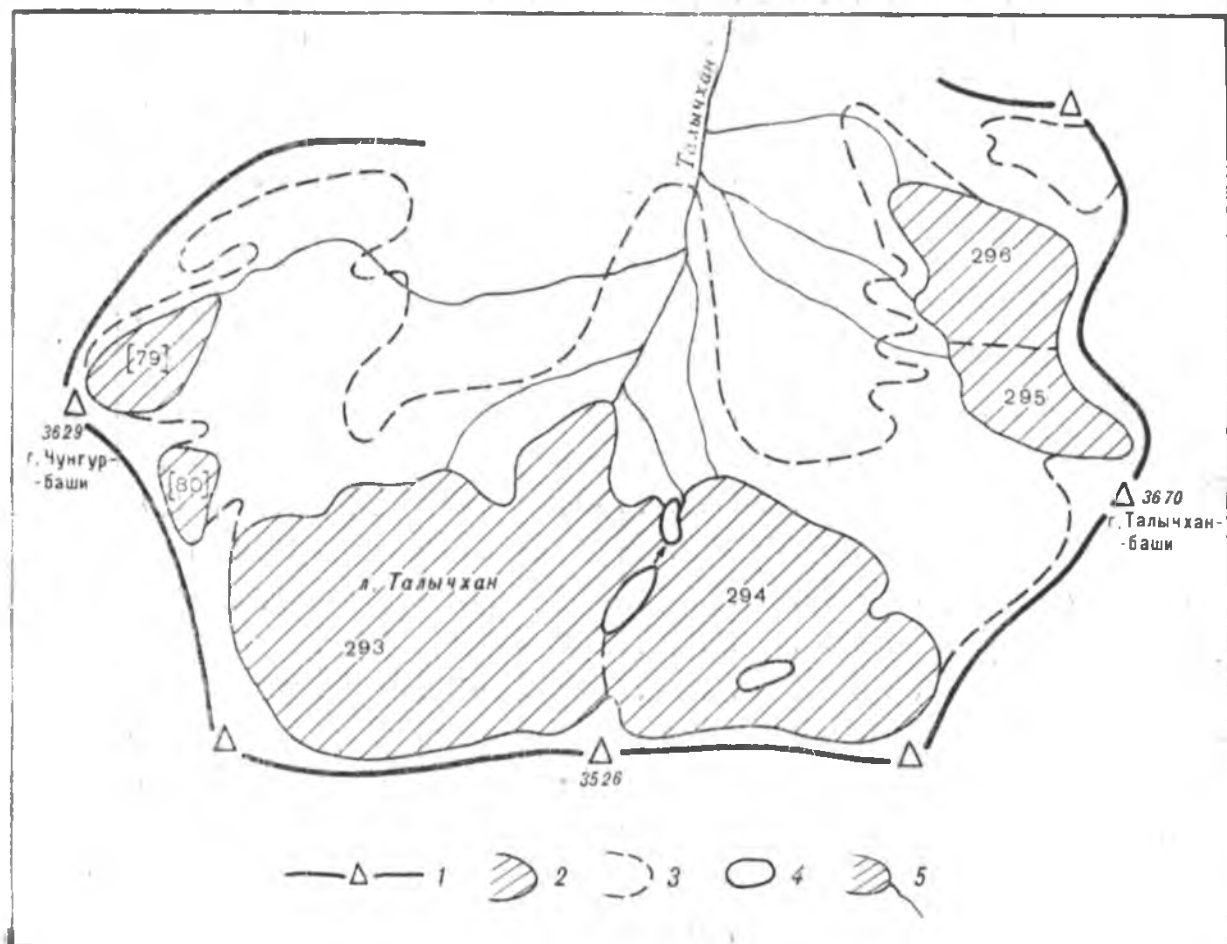 Талычхан
296
[79]
295
3629
г. Чунгур-
-баши
[80]
3670
г. Талычхан-
-баши
л. Талычхан
294
293
3526
1 2 3 4 5